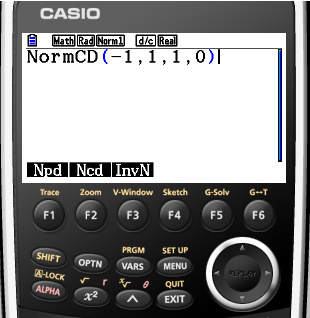 CASIO
Math Rad Norm1 d/c Real
NormCD(-1,1,1,0)
Npd Ncd InvN
Trace Zoom V-Window Sketch G-Solv G↔T
F1 F2 F3 F4 F5 F6
PRGM SET UP
SHIFT OPTN VARS MENU
A-LOCK √ r ˣ√ θ QUIT
ALPHA x² ^ EXIT
REPLAY